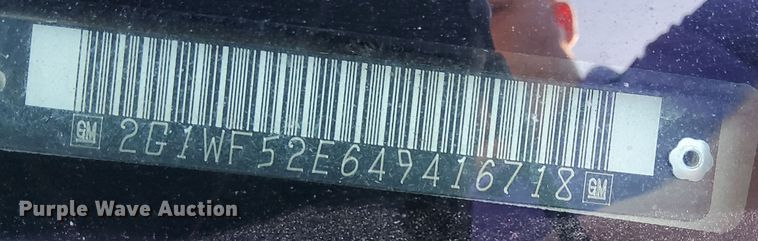 GM 2G1WF52E649416718 GM
Purple Wave Auction